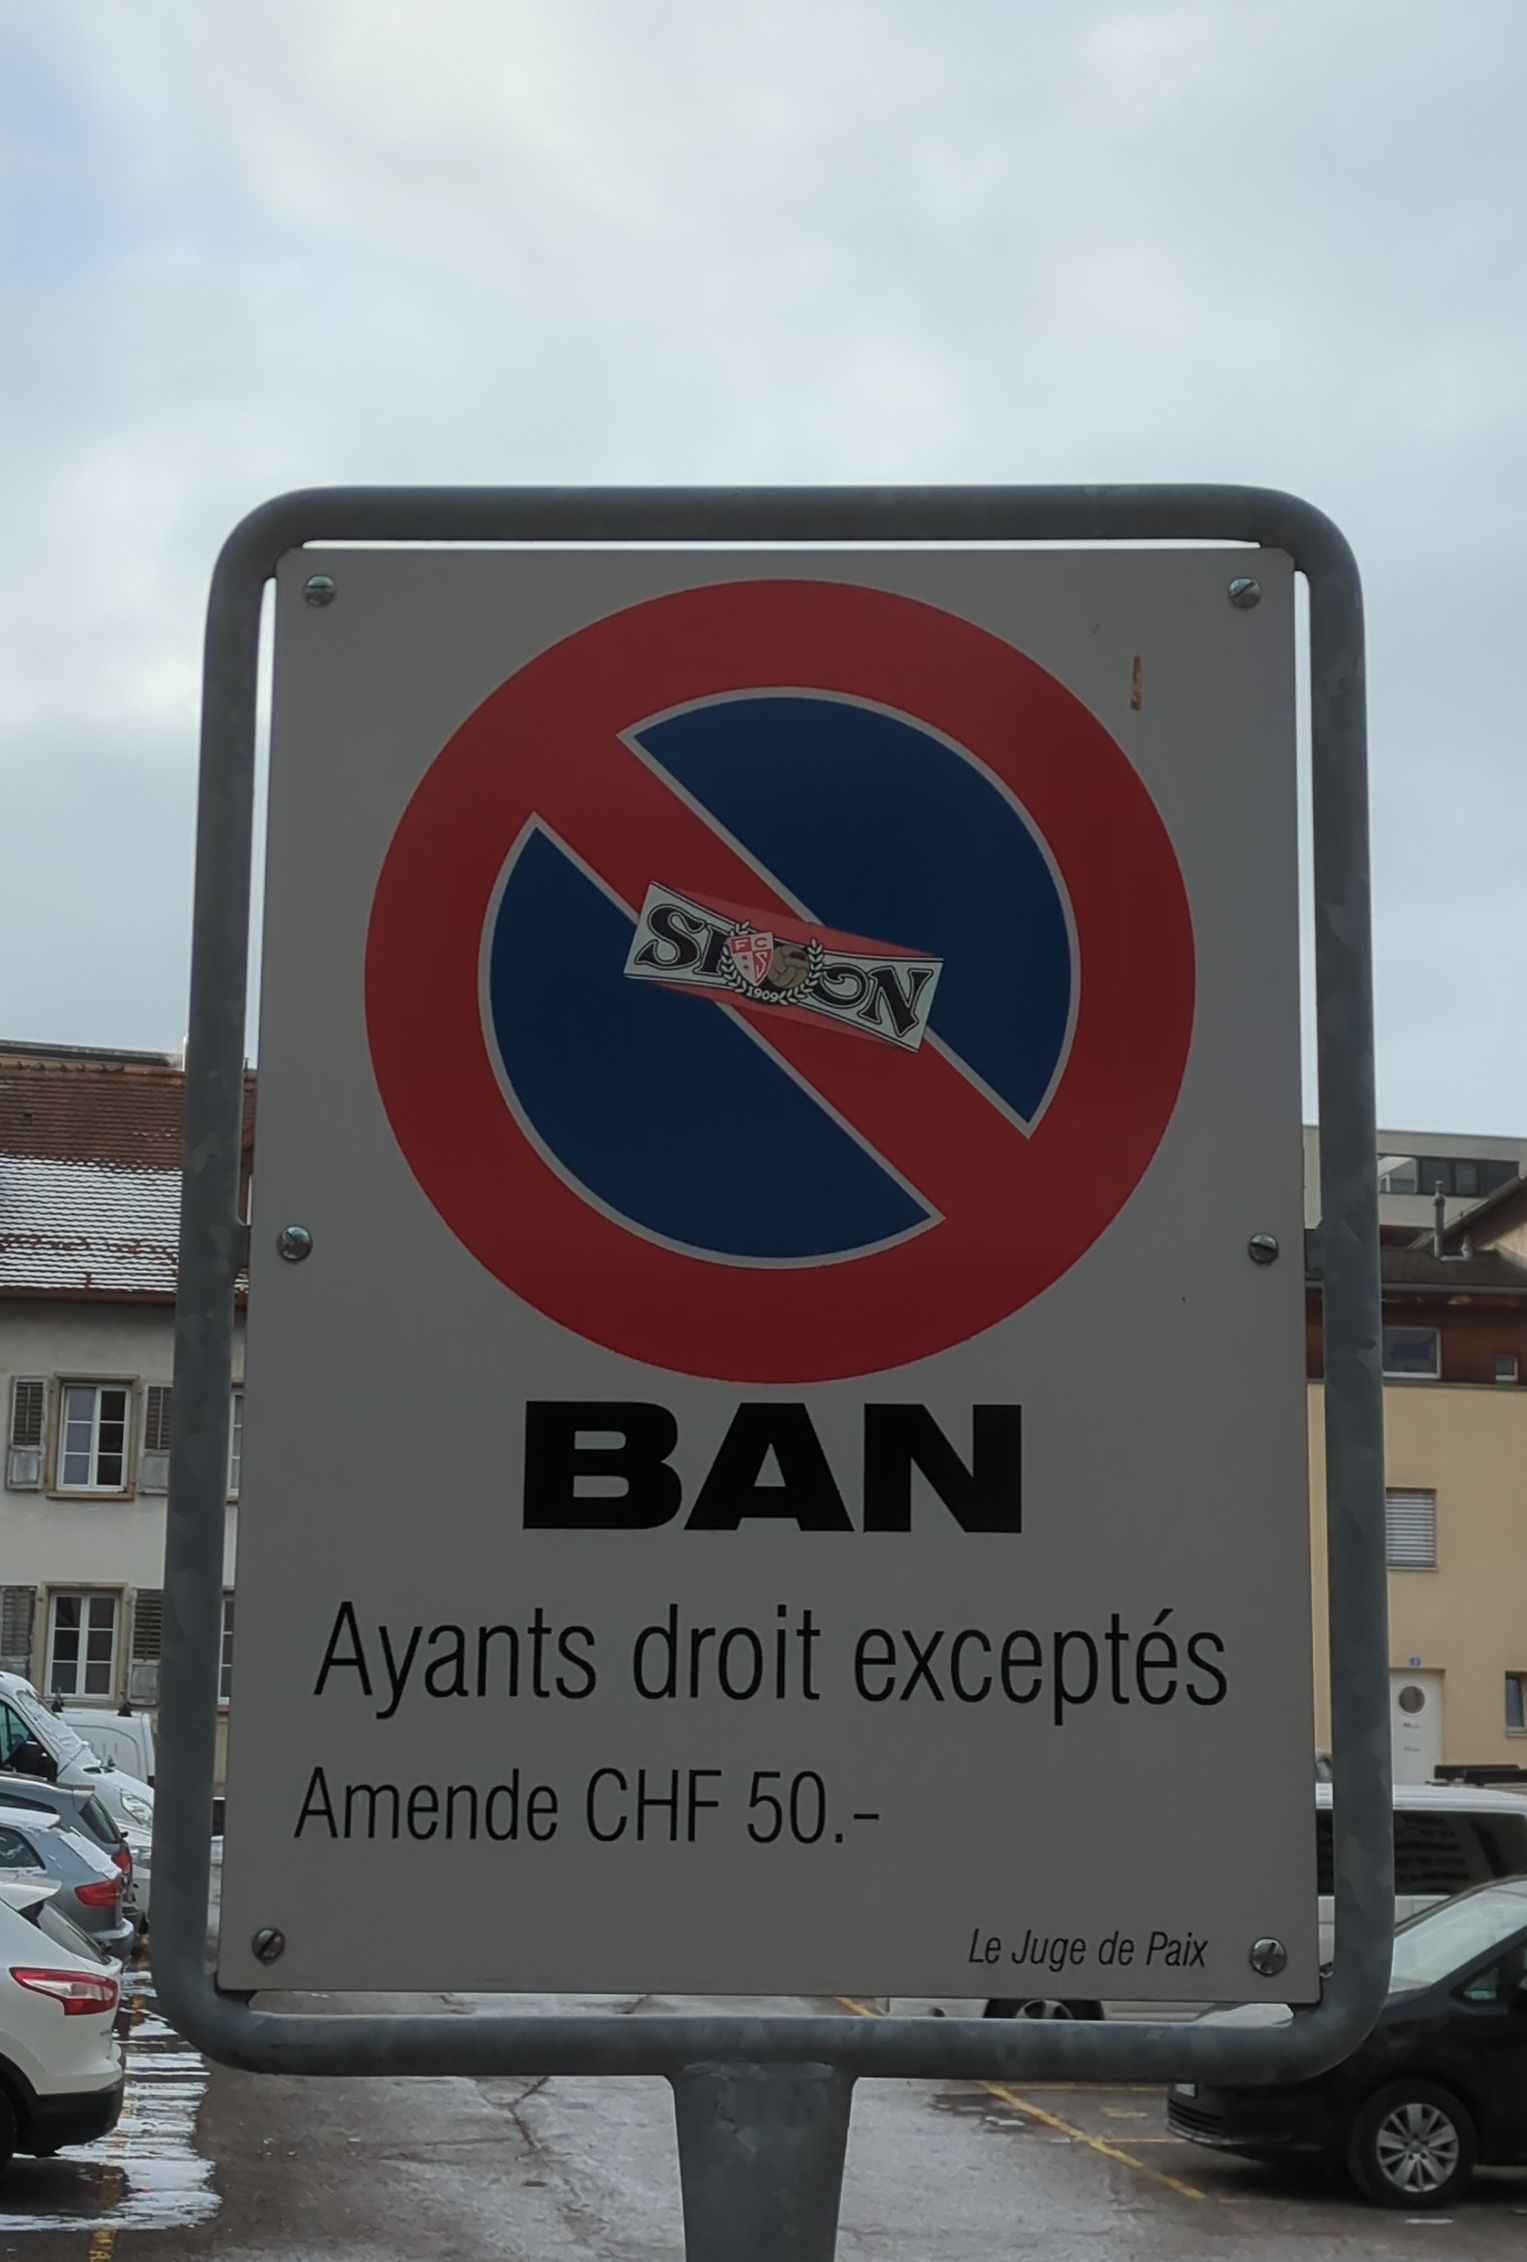 SION
FC
S
1909
BAN
Ayants droit exceptés
Amende CHF 50.-
Le Juge de Paix